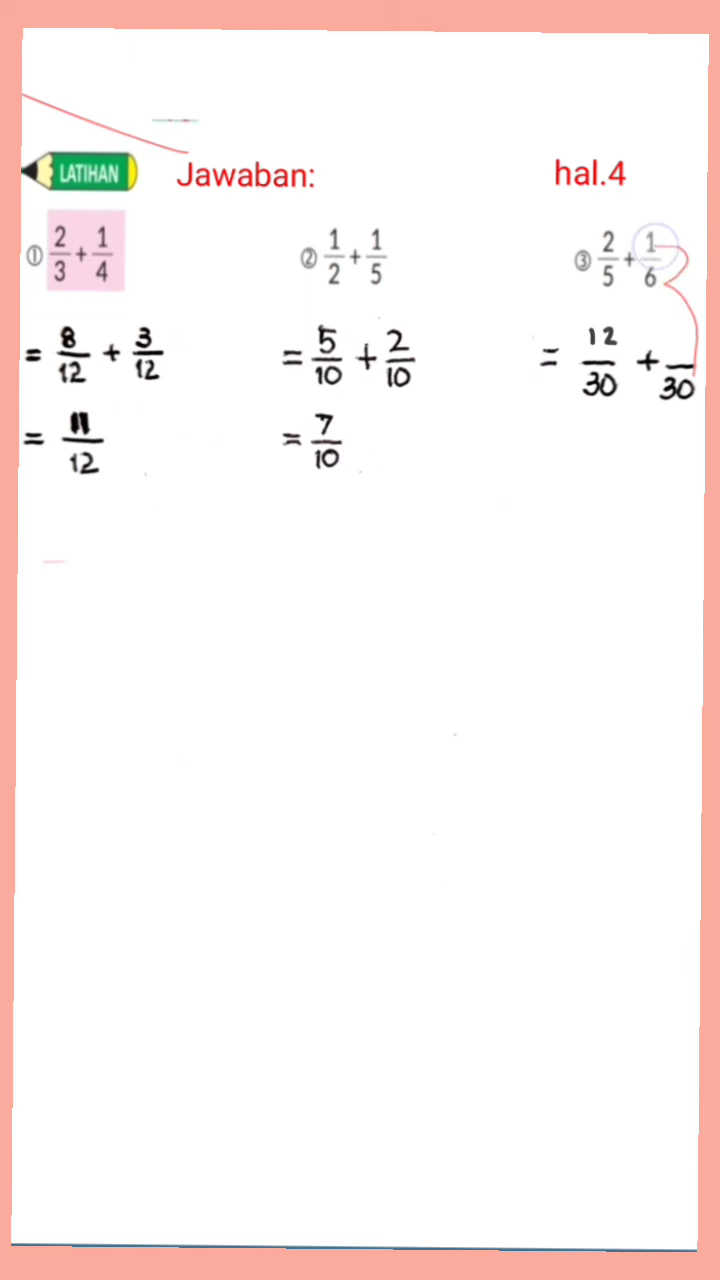 LATIHAN Jawaban: hal.4
① 2/3 + 1/4 ② 1/2 + 1/5 ③ 2/5 + 1/6
= 8/12 + 3/12 = 5/10 + 2/10 = 12/30 + /30
= 11/12 = 7/10